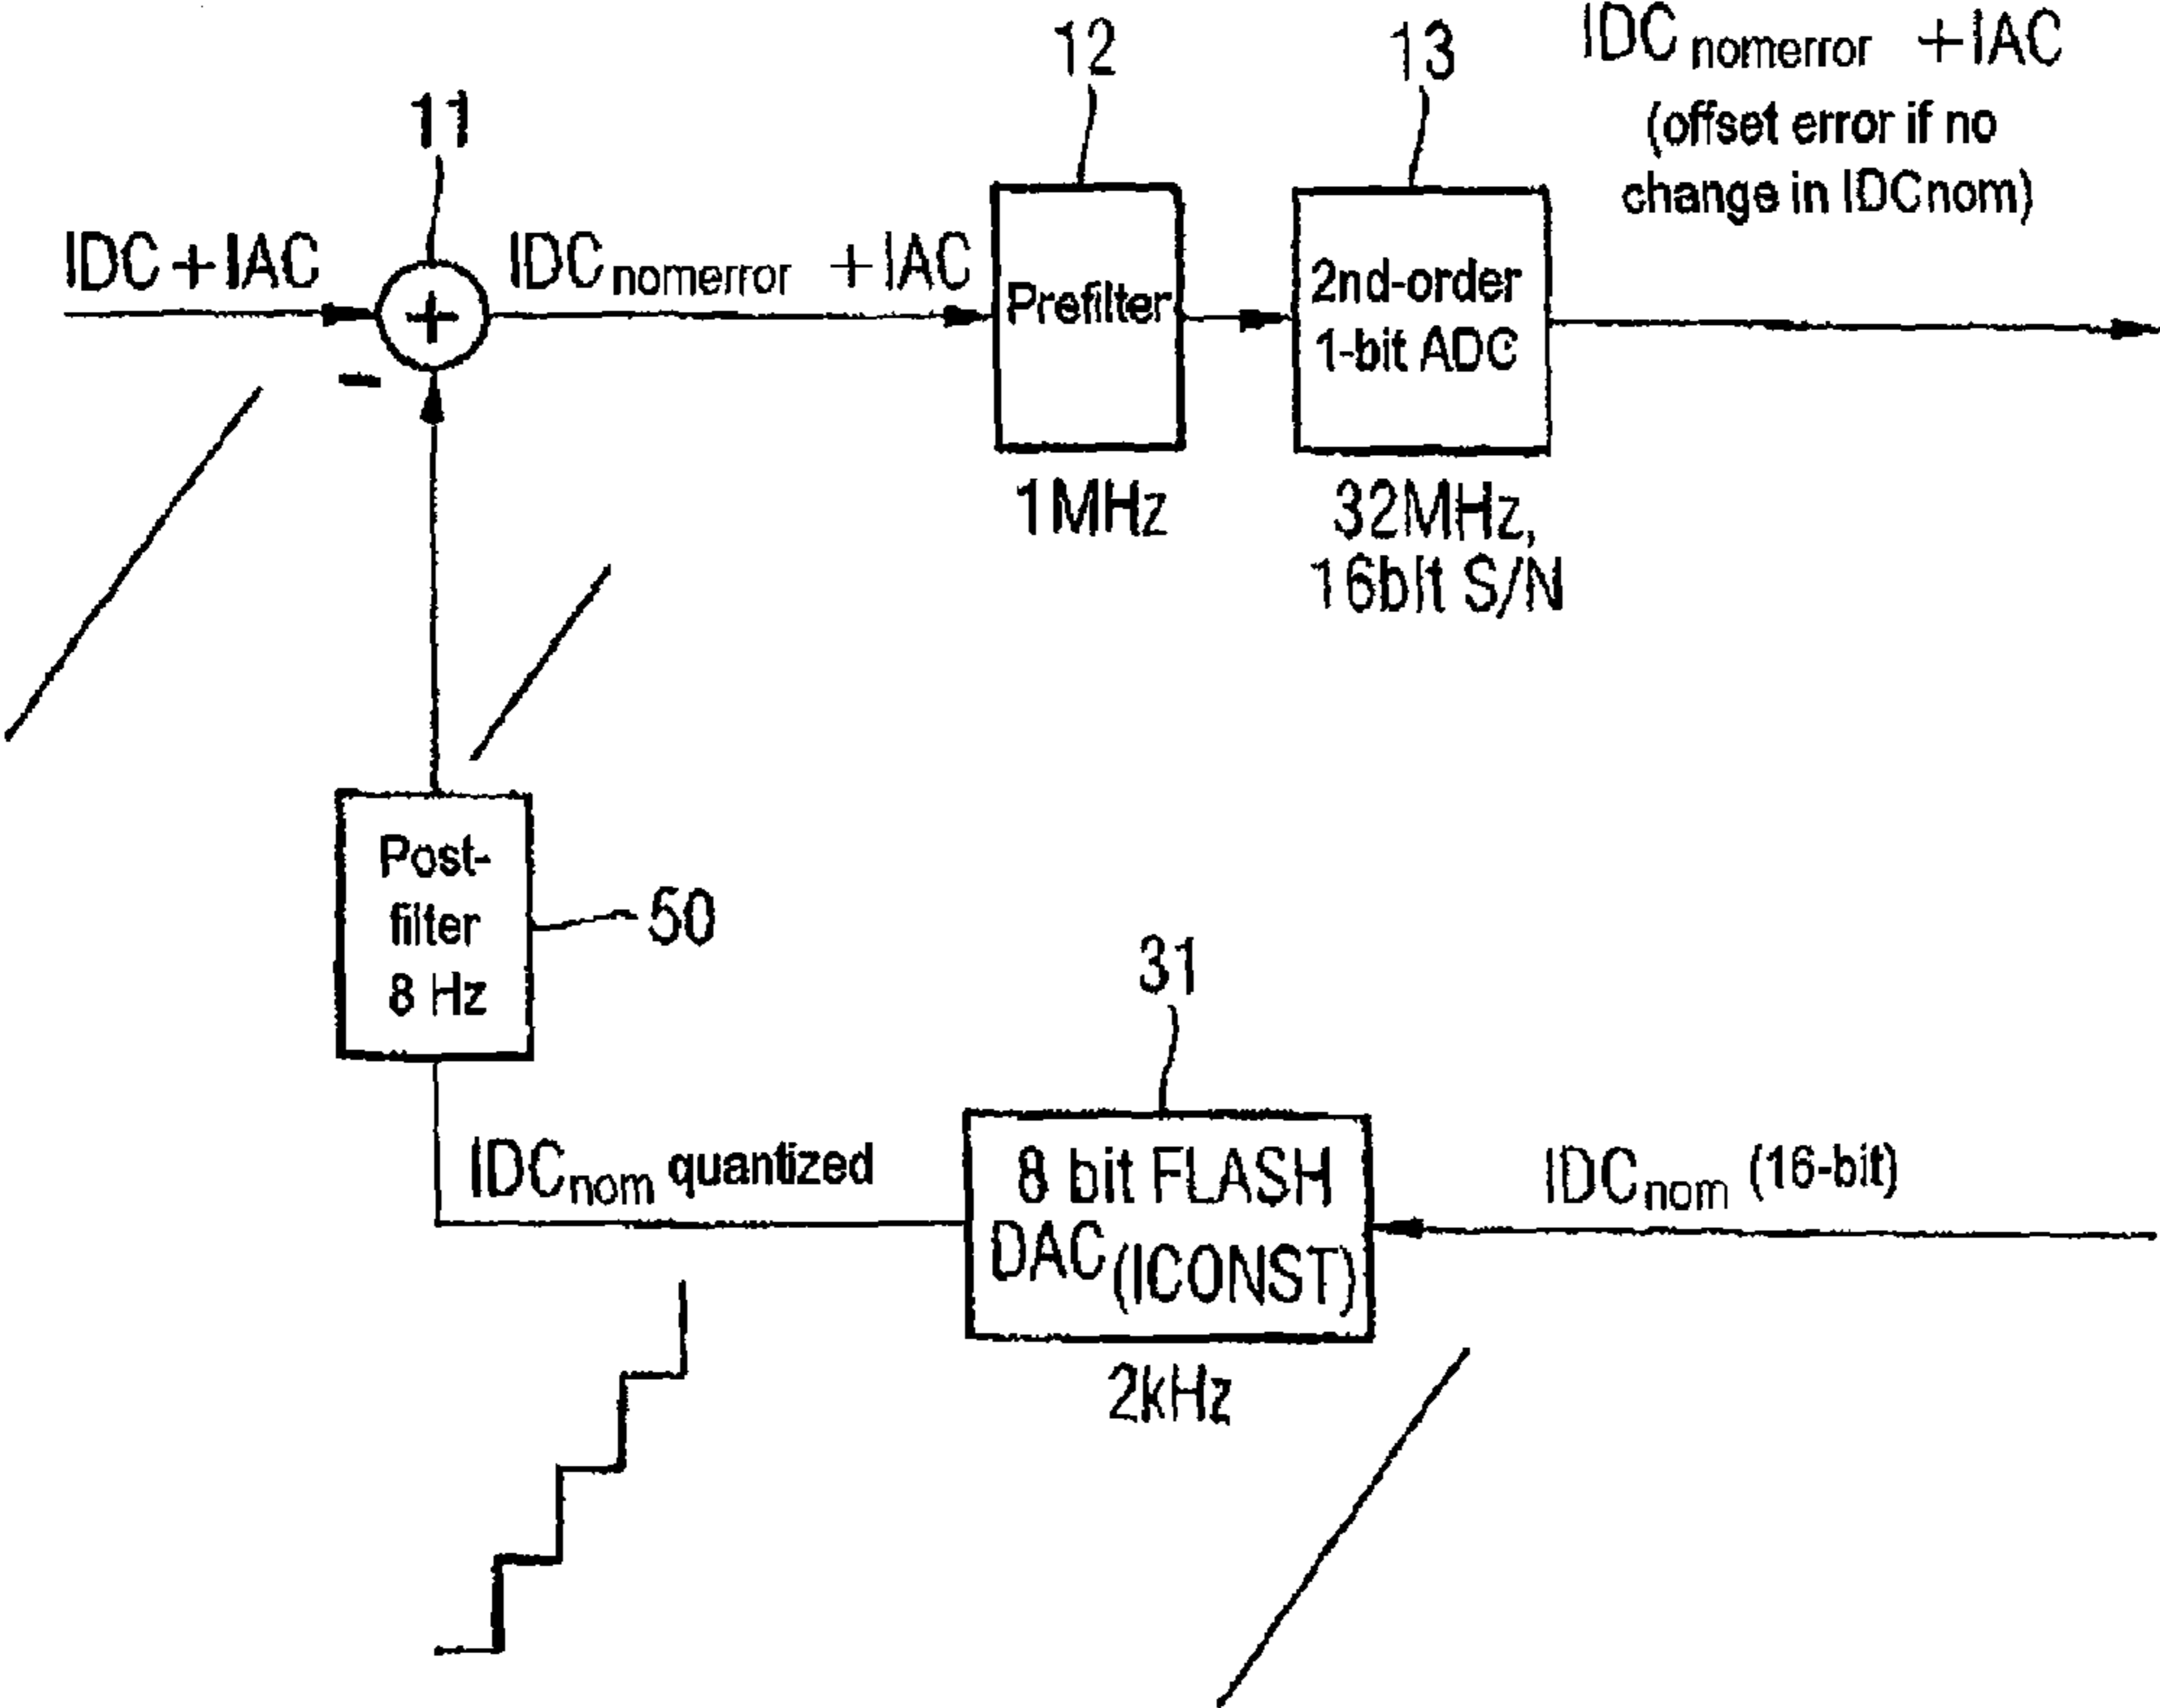 12
13
IDC nomerror +IAC
(offset error if no
change in IDCnom)
11
IDC+IAC
IDC nomerror +IAC
+
-
Prefilter
2nd-order
1-bit ADC
1MHz
32MHz,
16bit S/N
Post-
filter
8 Hz
50
31
IDCnom quantized
8 bit FLASH
DAC (ICONST)
IDCnom (16-bit)
2kHz